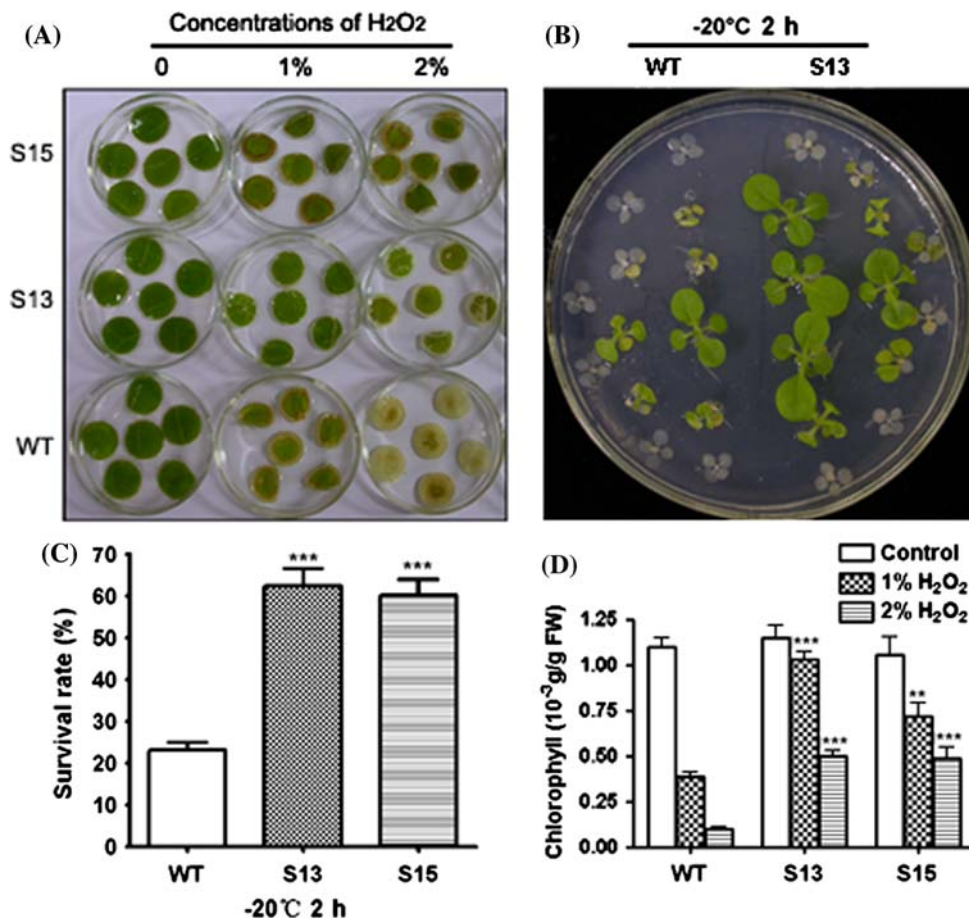 (A)
Concentrations of H2O2
0 1% 2%
S15
S13
WT
(B)
-20°C 2 h
WT S13
(C)
Survival rate (%)
70
60
50
40
30
20
10
0
***
***
WT S13 S15
-20℃ 2 h
(D)
Control
1% H₂O₂
2% H₂O₂
Chlorophyll (10⁻³g/g FW)
1.25
1.00
0.75
0.50
0.25
0.00
***
***
**
***
WT S13 S15